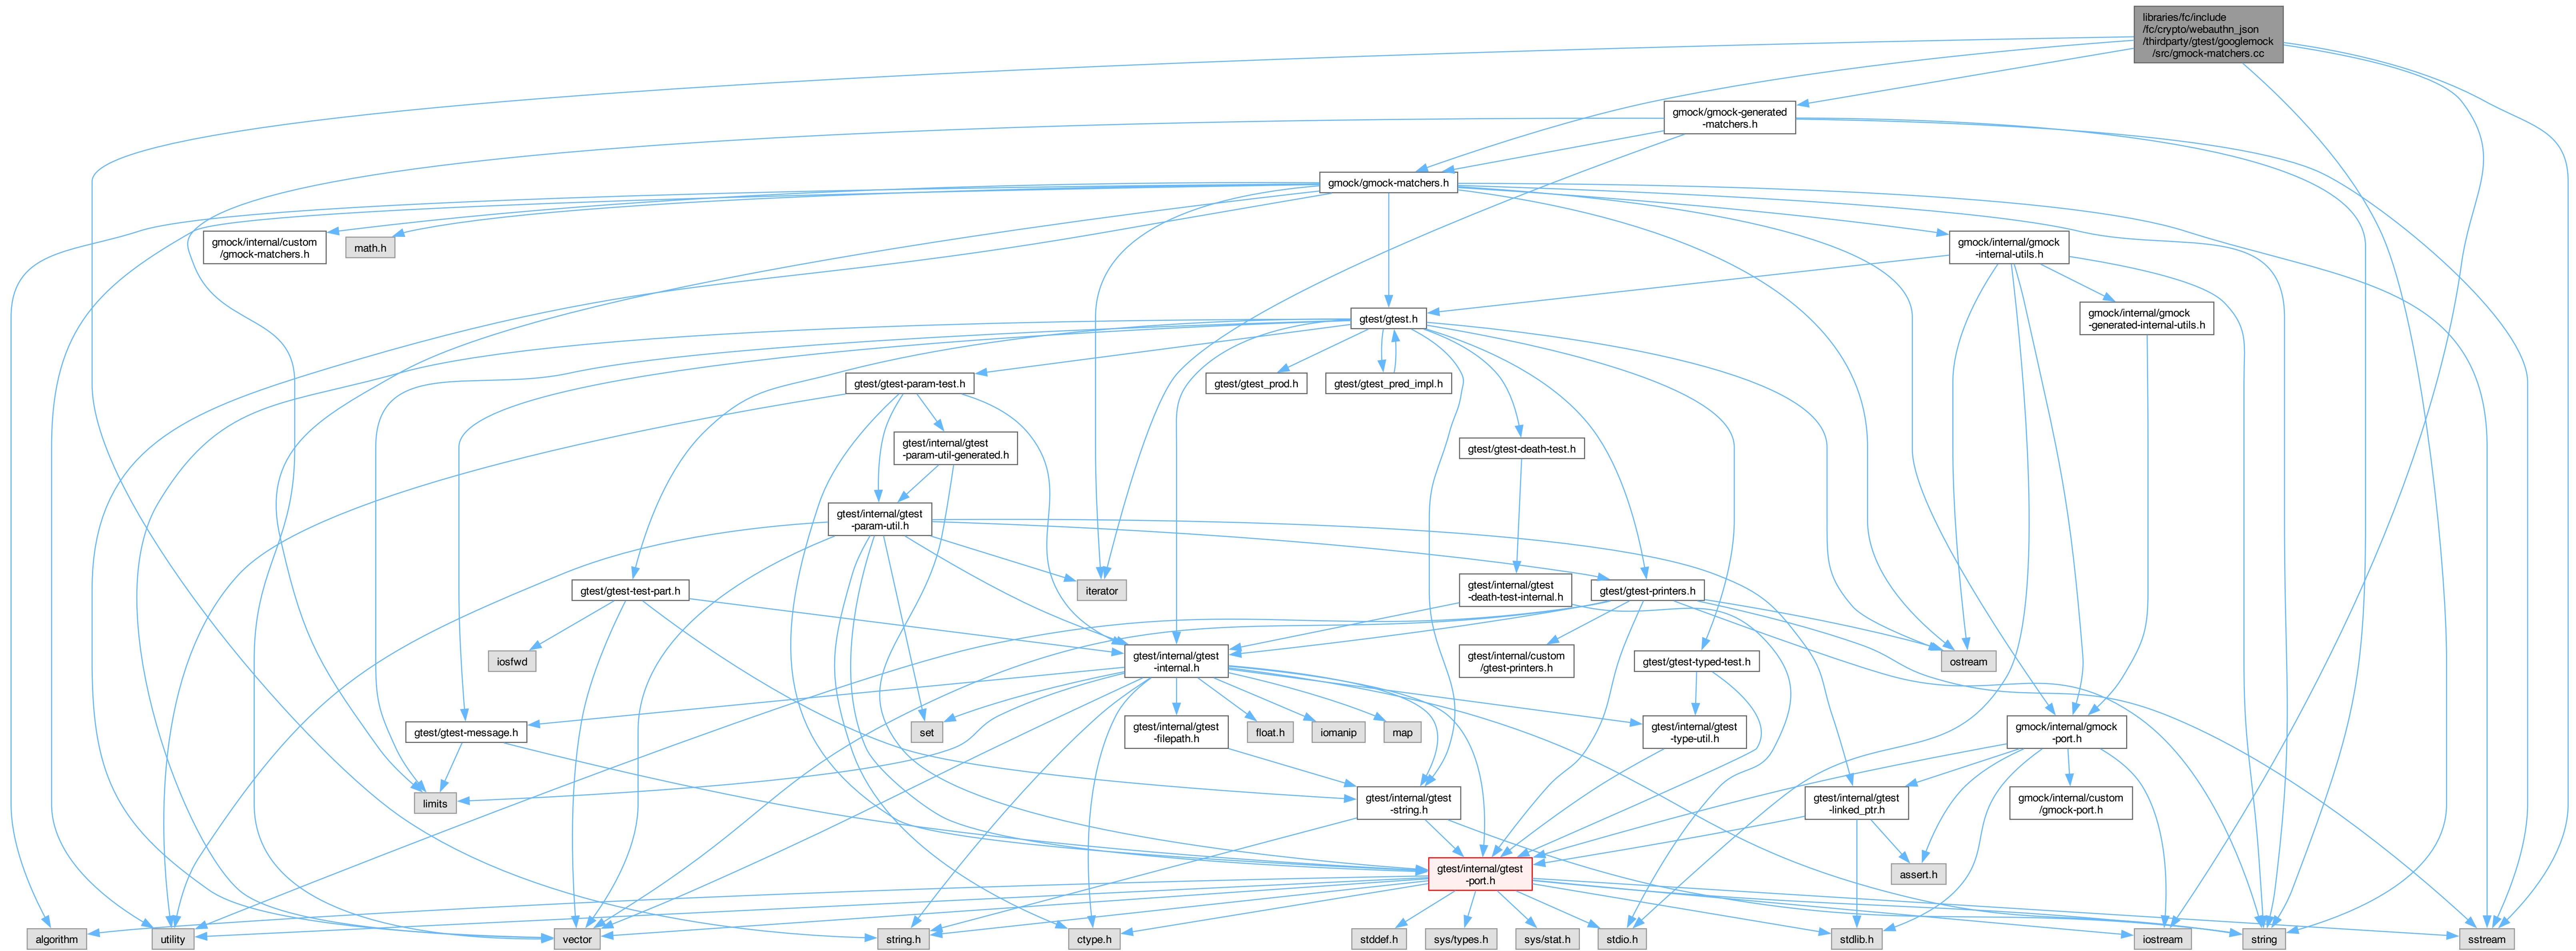 libraries/fc/include
/fc/crypto/webauthn_json
/thirdparty/gtest/googlemock
/src/gmock-matchers.cc
gmock/gmock-generated
-matchers.h
gmock/gmock-matchers.h
gmock/internal/custom
/gmock-matchers.h
math.h
gmock/internal/gmock
-internal-utils.h
gtest/gtest.h
gmock/internal/gmock
-generated-internal-utils.h
gtest/gtest-param-test.h
gtest/gtest_prod.h
gtest/gtest_pred_impl.h
gtest/internal/gtest
-param-util-generated.h
gtest/gtest-death-test.h
gtest/internal/gtest
-param-util.h
gtest/gtest-test-part.h
iterator
gtest/internal/gtest
-death-test-internal.h
gtest/gtest-printers.h
iosfwd
gtest/internal/gtest
-internal.h
gtest/internal/custom
/gtest-printers.h
gtest/gtest-typed-test.h
ostream
gtest/gtest-message.h
set
gtest/internal/gtest
-filepath.h
float.h
iomanip
map
gtest/internal/gtest
-type-util.h
gmock/internal/gmock
-port.h
limits
gtest/internal/gtest
-string.h
gtest/internal/gtest
-linked_ptr.h
gmock/internal/custom
/gmock-port.h
gtest/internal/gtest
-port.h
assert.h
algorithm
utility
vector
string.h
ctype.h
stddef.h
sys/types.h
sys/stat.h
stdio.h
stdlib.h
iostream
string
sstream